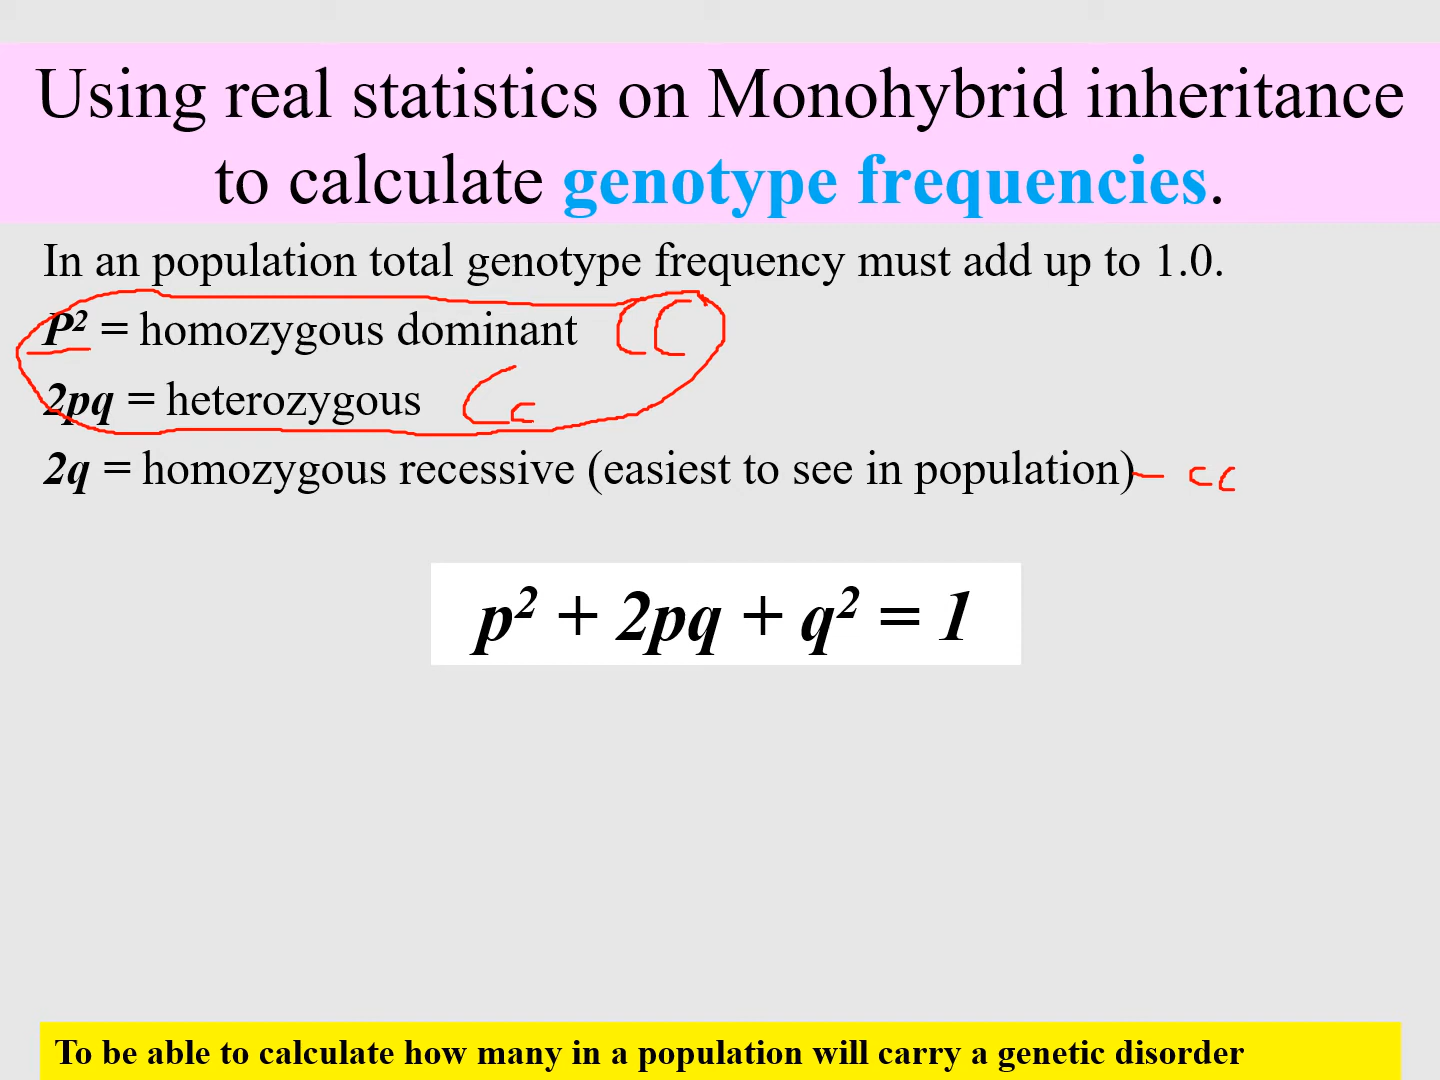 Using real statistics on Monohybrid inheritance
to calculate genotype frequencies.
In an population total genotype frequency must add up to 1.0.
P² = homozygous dominant CC
2pq = heterozygous Cc
2q = homozygous recessive (easiest to see in population) – cc
p² + 2pq + q² = 1
To be able to calculate how many in a population will carry a genetic disorder